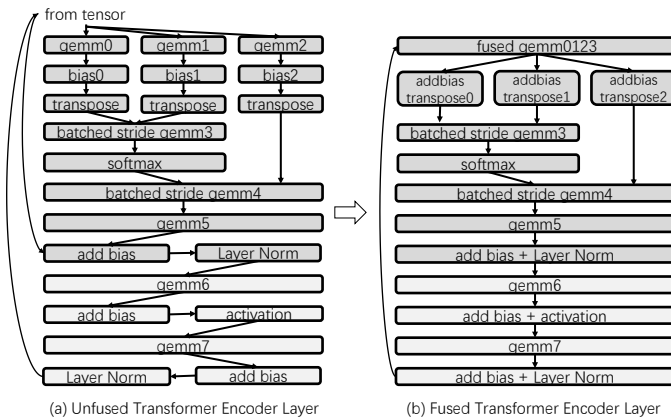 from tensor
gemm0 gemm1 gemm2
bias0 bias1 bias2
transpose transpose transpose
batched stride gemm3
softmax
batched stride gemm4
gemm5
add bias Layer Norm
gemm6
add bias activation
gemm7
Layer Norm add bias
(a) Unfused Transformer Encoder Layer
fused gemm0123
addbias addbias addbias
transpose0 transpose1 transpose2
batched stride gemm3
softmax
batched stride gemm4
gemm5
add bias + Layer Norm
gemm6
add bias + activation
gemm7
add bias + Layer Norm
(b) Fused Transformer Encoder Layer